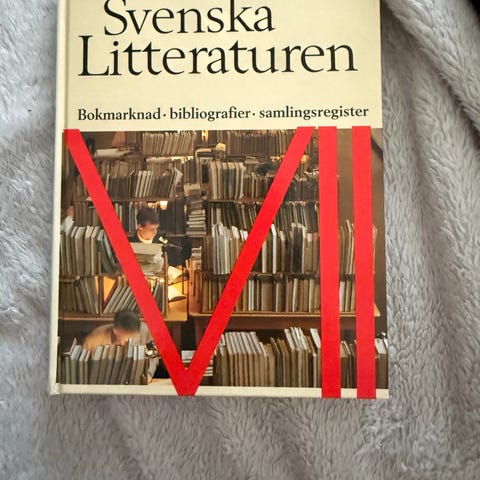 Svenska
Litteraturen
Bokmarknad · bibliografier · samlingsregister
VII